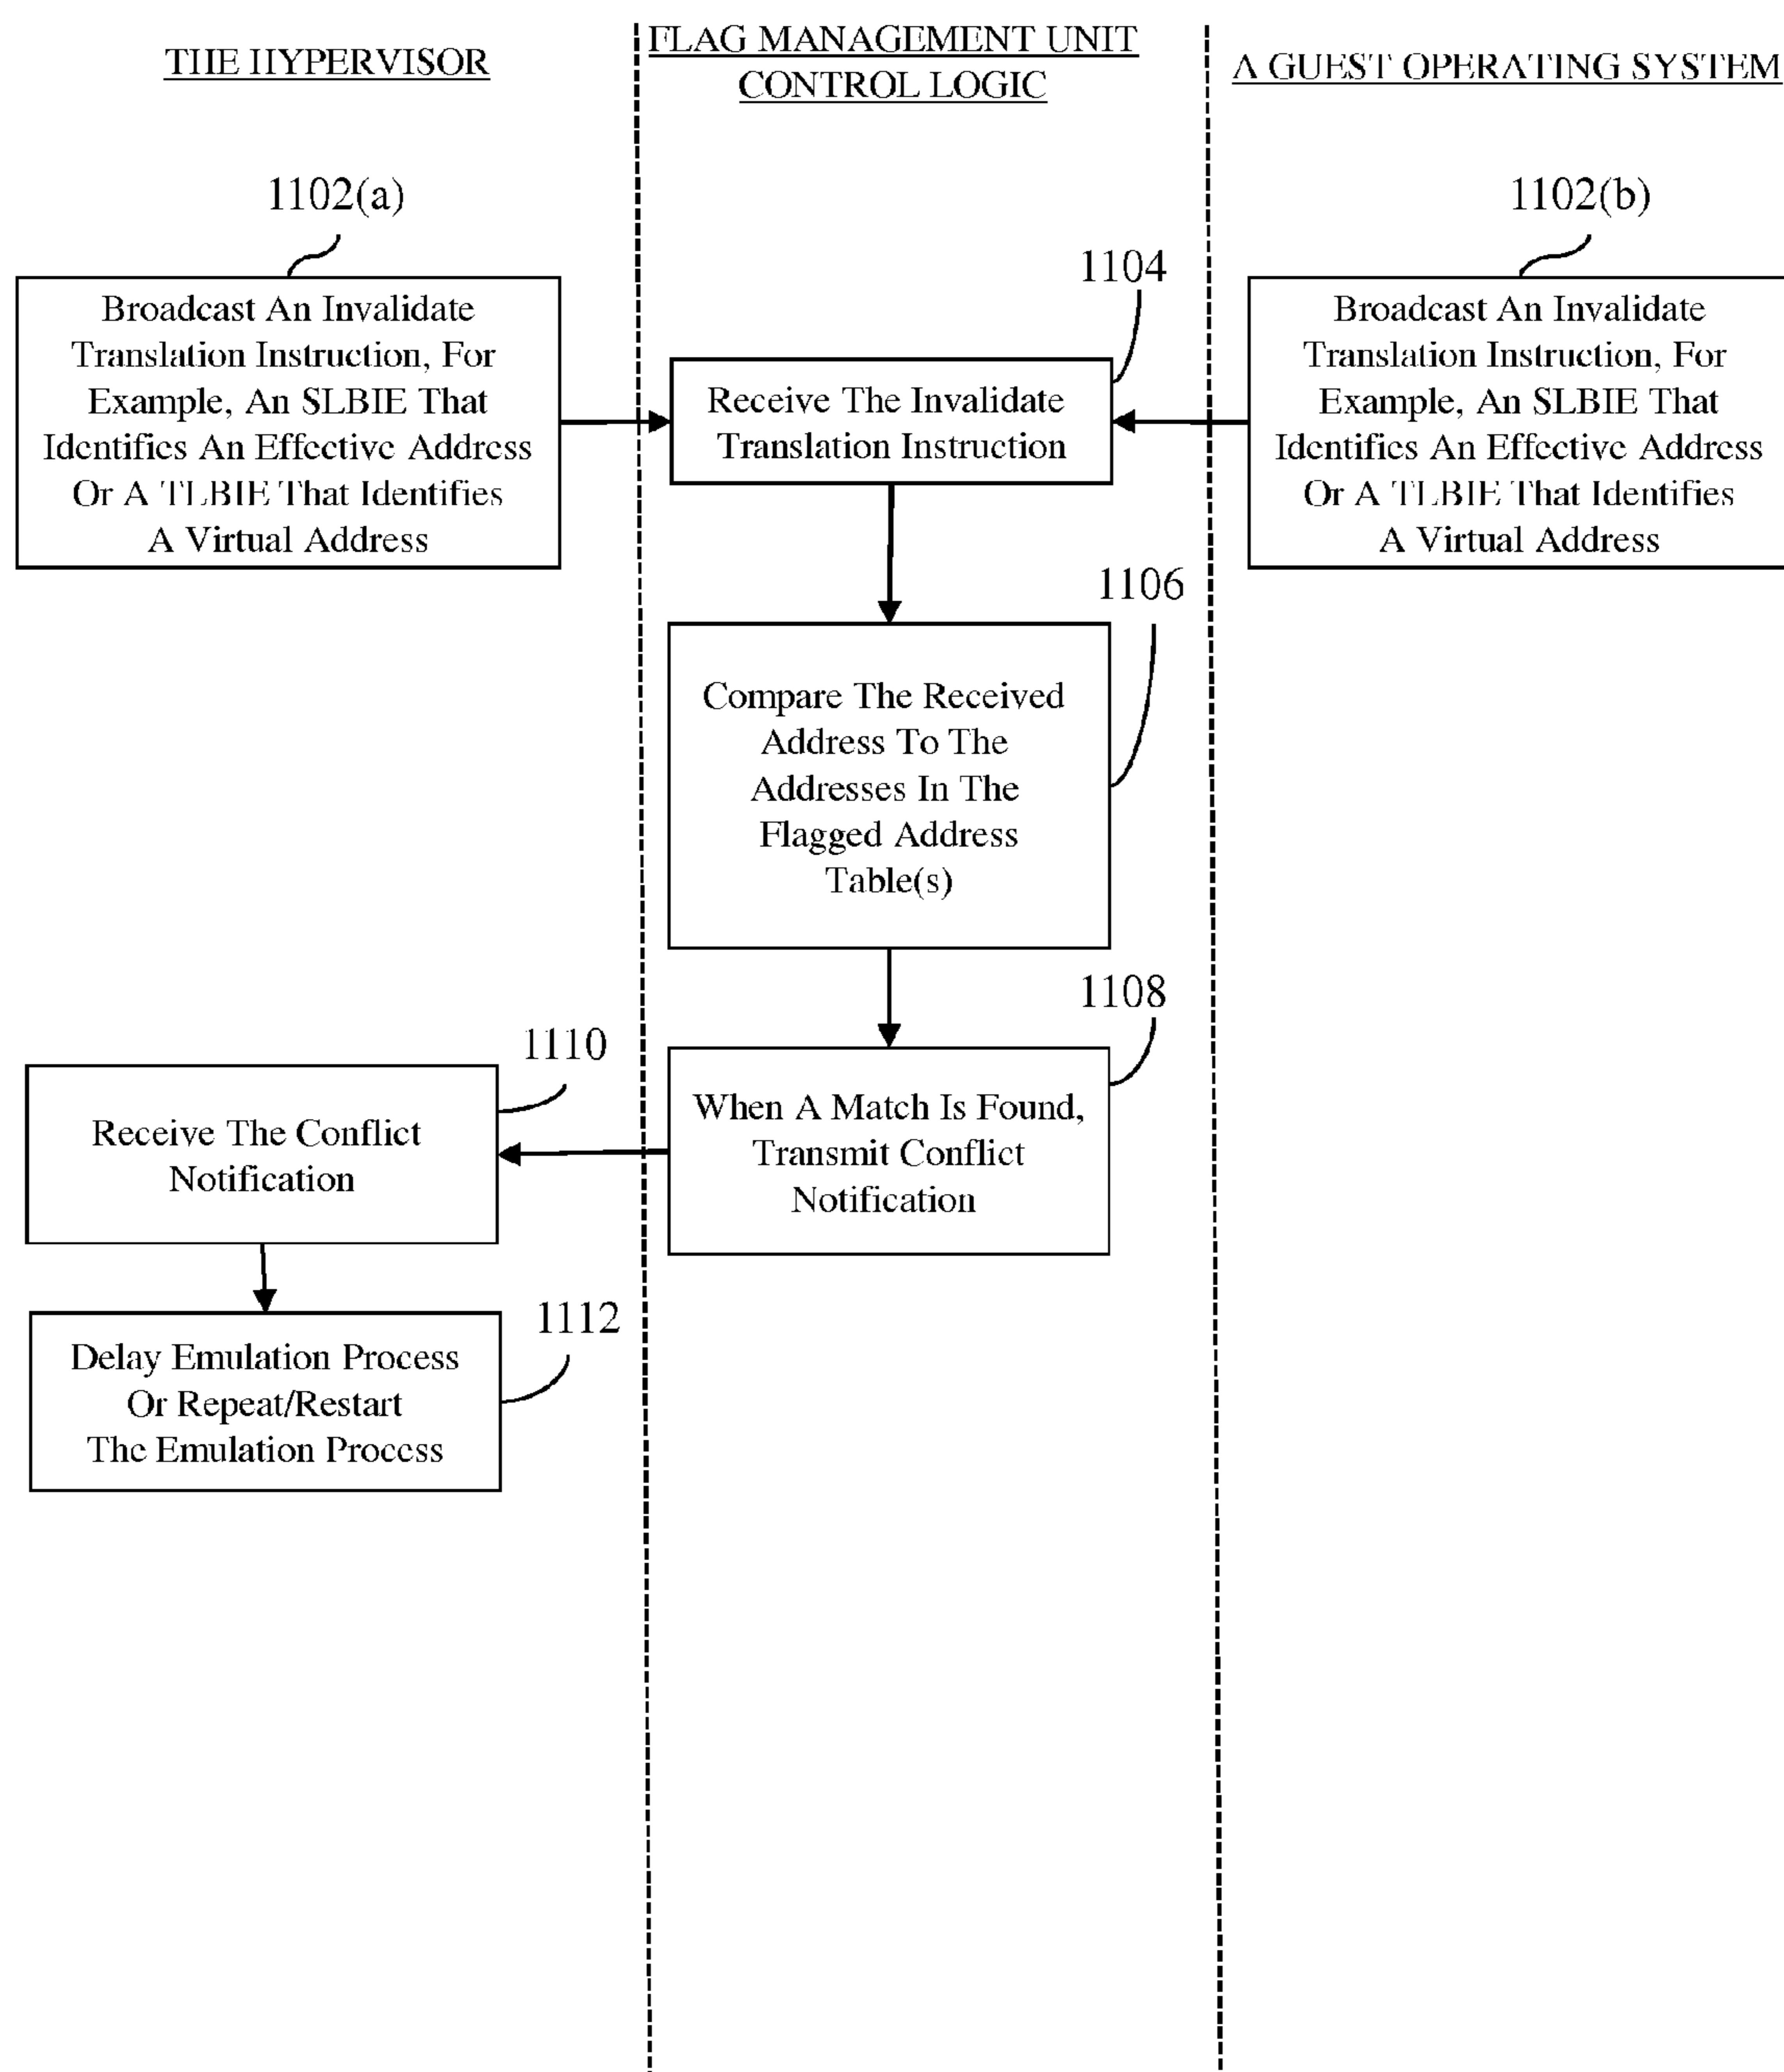 THE HYPERVISOR
FLAG MANAGEMENT UNIT
CONTROL LOGIC
A GUEST OPERATING SYSTEM
1102(a)
Broadcast An Invalidate
Translation Instruction, For
Example, An SLBIE That
Identifies An Effective Address
Or A TLBIE That Identifies
A Virtual Address
1104
Receive The Invalidate
Translation Instruction
1102(b)
Broadcast An Invalidate
Translation Instruction, For
Example, An SLBIE That
Identifies An Effective Address
Or A TLBIE That Identifies
A Virtual Address
1106
Compare The Received
Address To The
Addresses In The
Flagged Address
Table(s)
1108
When A Match Is Found,
Transmit Conflict
Notification
1110
Receive The Conflict
Notification
1112
Delay Emulation Process
Or Repeat/Restart
The Emulation Process